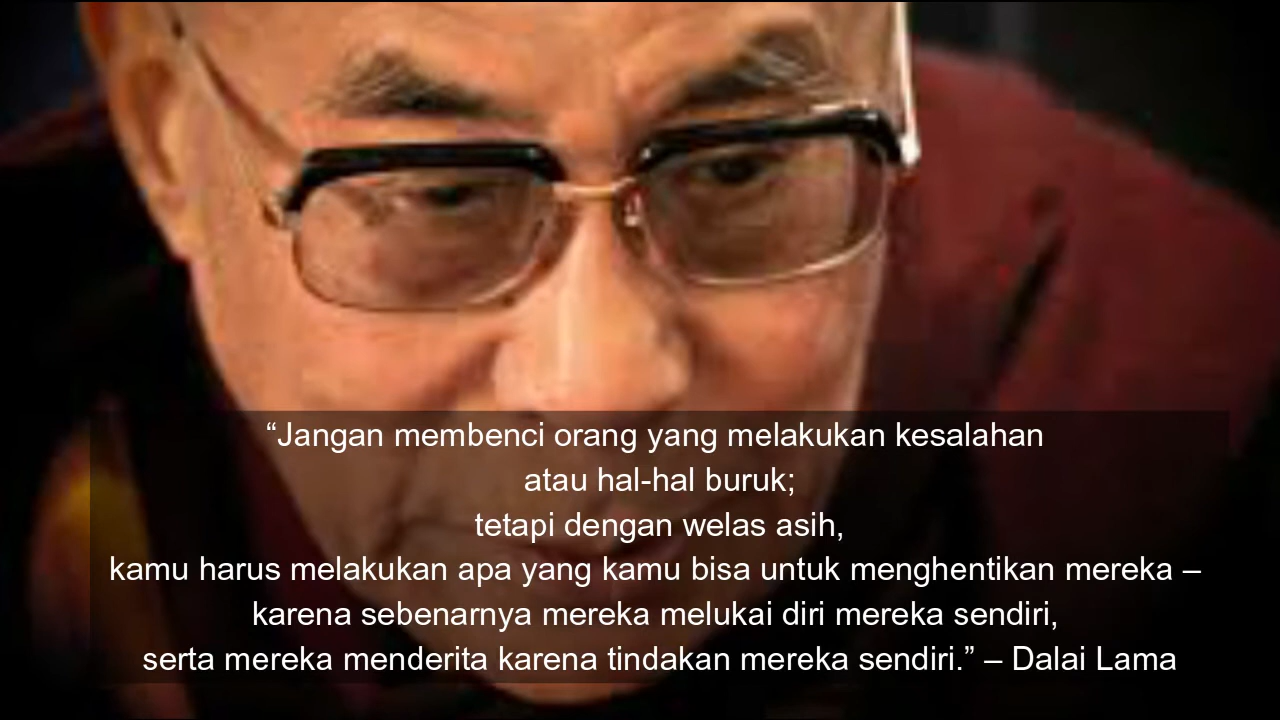 “Jangan membenci orang yang melakukan kesalahan
atau hal-hal buruk;
tetapi dengan welas asih,
kamu harus melakukan apa yang kamu bisa untuk menghentikan mereka –
karena sebenarnya mereka melukai diri mereka sendiri,
serta mereka menderita karena tindakan mereka sendiri.” – Dalai Lama